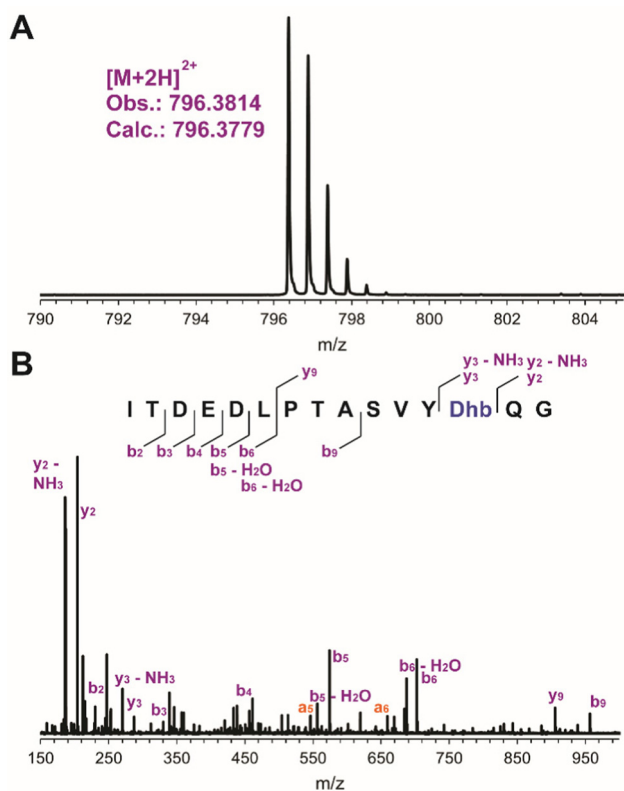 A
[M+2H]2+
Obs.: 796.3814
Calc.: 796.3779
790 792 794 796 798 800 802 804
m/z
B
y3 - NH3 y2 - NH3
y9 y3 y2
I T D E D L P T A S V Y Dhb Q G
b2 b3 b4 b5 b6 b9
b5 - H2O
b6 - H2O
y2 -
NH3
y2
b2
y3 - NH3
y3
b3
b4
a5
b5 - H2O
b5
a6
b6 - H2O
b6
y9
b9
150 250 350 450 550 650 750 850 950
m/z